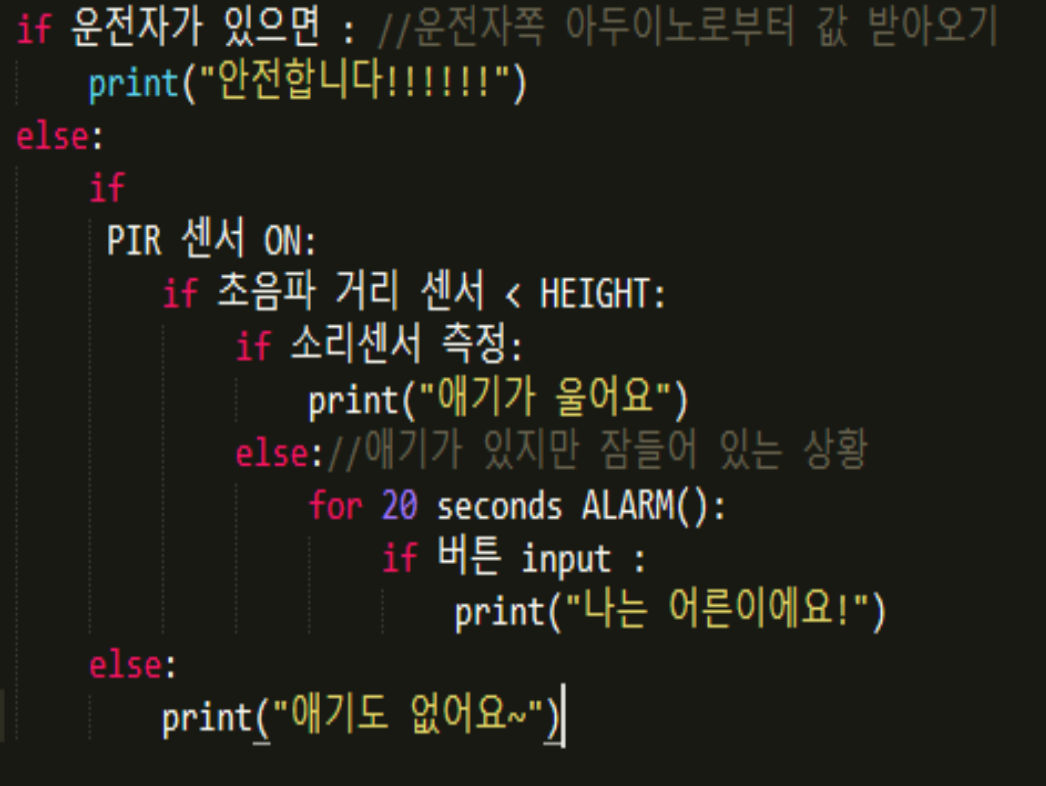 if 운전자가 있으면 : //운전자쪽 아두이노로부터 값 받아오기
print("안전합니다!!!!!!")
else:
if
PIR 센서 ON:
if 초음파 거리 센서 < HEIGHT:
if 소리센서 측정:
print("애기가 울어요")
else://애기가 있지만 잠들어 있는 상황
for 20 seconds ALARM():
if 버튼 input :
print("나는 어른이에요!")
else:
print("애기도 없어요~")